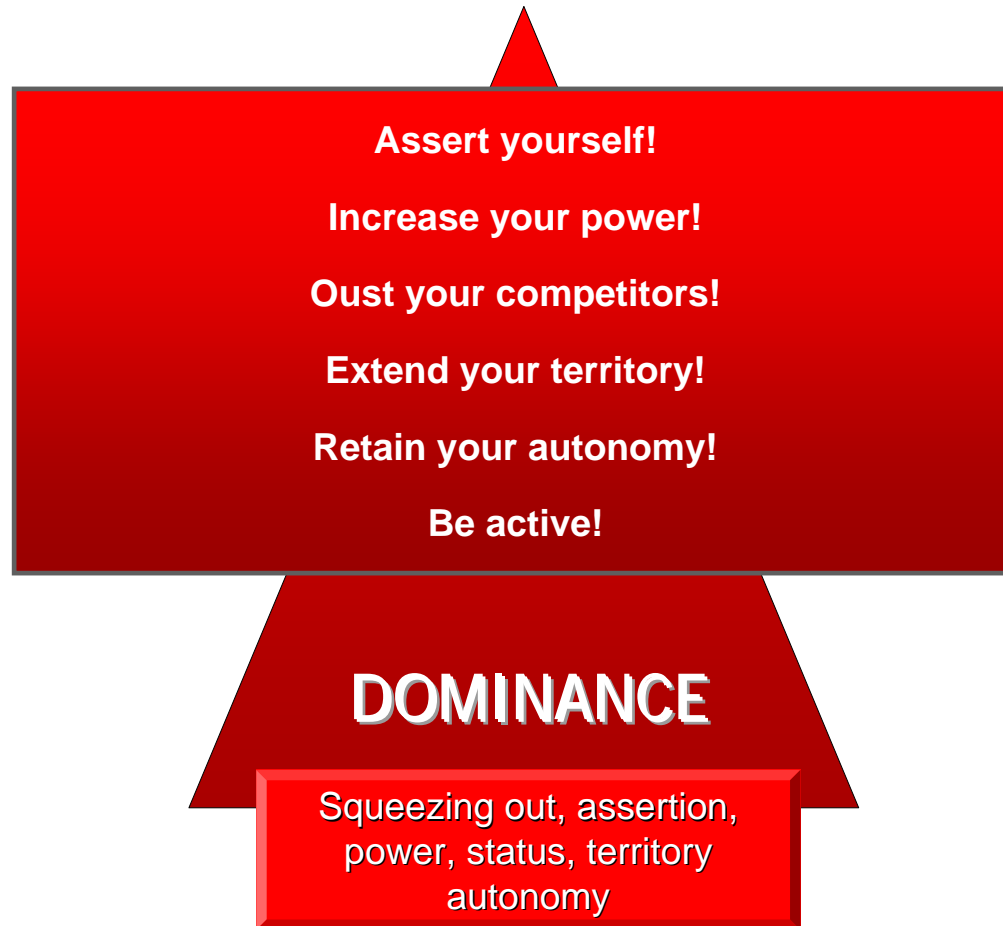 Assert yourself!
Increase your power!
Oust your competitors!
Extend your territory!
Retain your autonomy!
Be active!
DOMINANCE
Squeezing out, assertion,
power, status, territory
autonomy